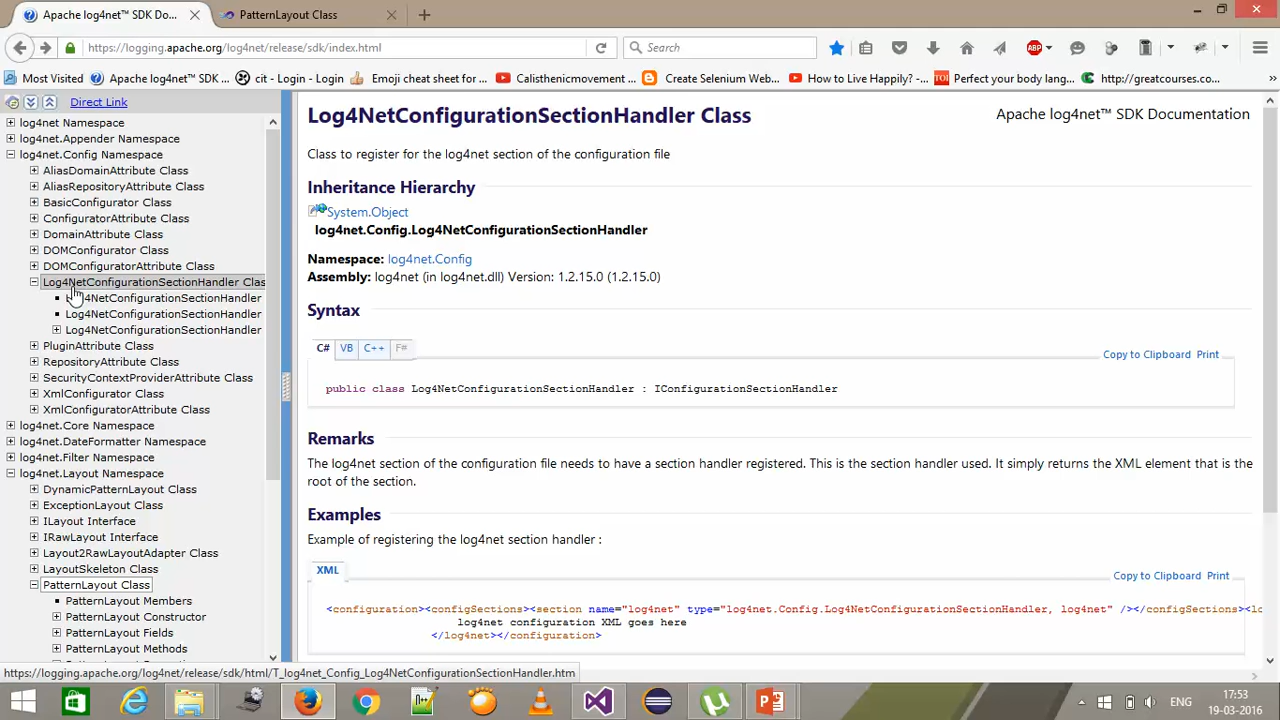 Apache log4net™ SDK Do...
PatternLayout Class
https://logging.apache.org/log4net/release/sdk/index.html
Search
ABP
Most Visited
Apache log4net™ SDK ...
cit - Login - Login
Emoji cheat sheet for ...
Calisthenicmovement ...
Create Selenium Web...
How to Live Happily? -...
TOI
Perfect your body lang...
http://greatcourses.co...
Direct Link
log4net Namespace
log4net.Appender Namespace
log4net.Config Namespace
AliasDomainAttribute Class
AliasRepositoryAttribute Class
BasicConfigurator Class
ConfiguratorAttribute Class
DomainAttribute Class
DOMConfigurator Class
DOMConfiguratorAttribute Class
Log4NetConfigurationSectionHandler Clas
Log4NetConfigurationSectionHandler
Log4NetConfigurationSectionHandler
Log4NetConfigurationSectionHandler
PluginAttribute Class
RepositoryAttribute Class
SecurityContextProviderAttribute Class
XmlConfigurator Class
XmlConfiguratorAttribute Class
log4net.Core Namespace
log4net.DateFormatter Namespace
log4net.Filter Namespace
log4net.Layout Namespace
DynamicPatternLayout Class
ExceptionLayout Class
ILayout Interface
IRawLayout Interface
Layout2RawLayoutAdapter Class
LayoutSkeleton Class
PatternLayout Class
PatternLayout Members
PatternLayout Constructor
PatternLayout Fields
PatternLayout Methods
Log4NetConfigurationSectionHandler Class
Apache log4net™ SDK Documentation
Class to register for the log4net section of the configuration file
Inheritance Hierarchy
System.Object
log4net.Config.Log4NetConfigurationSectionHandler
Namespace: log4net.Config
Assembly: log4net (in log4net.dll) Version: 1.2.15.0 (1.2.15.0)
Syntax
C# VB C++ F#
Copy to Clipboard Print
public class Log4NetConfigurationSectionHandler : IConfigurationSectionHandler
Remarks
The log4net section of the configuration file needs to have a section handler registered. This is the section handler used. It simply returns the XML element that is the
root of the section.
Examples
Example of registering the log4net section handler :
XML
Copy to Clipboard Print
<configuration><configSections><section name="log4net" type="log4net.Config.Log4NetConfigurationSectionHandler, log4net" /></configSections><lo
log4net configuration XML goes here
</log4net></configuration>
https://logging.apache.org/log4net/release/sdk/html/T_log4net_Config_Log4NetConfigurationSectionHandler.htm
ENG
17:53
19-03-2016